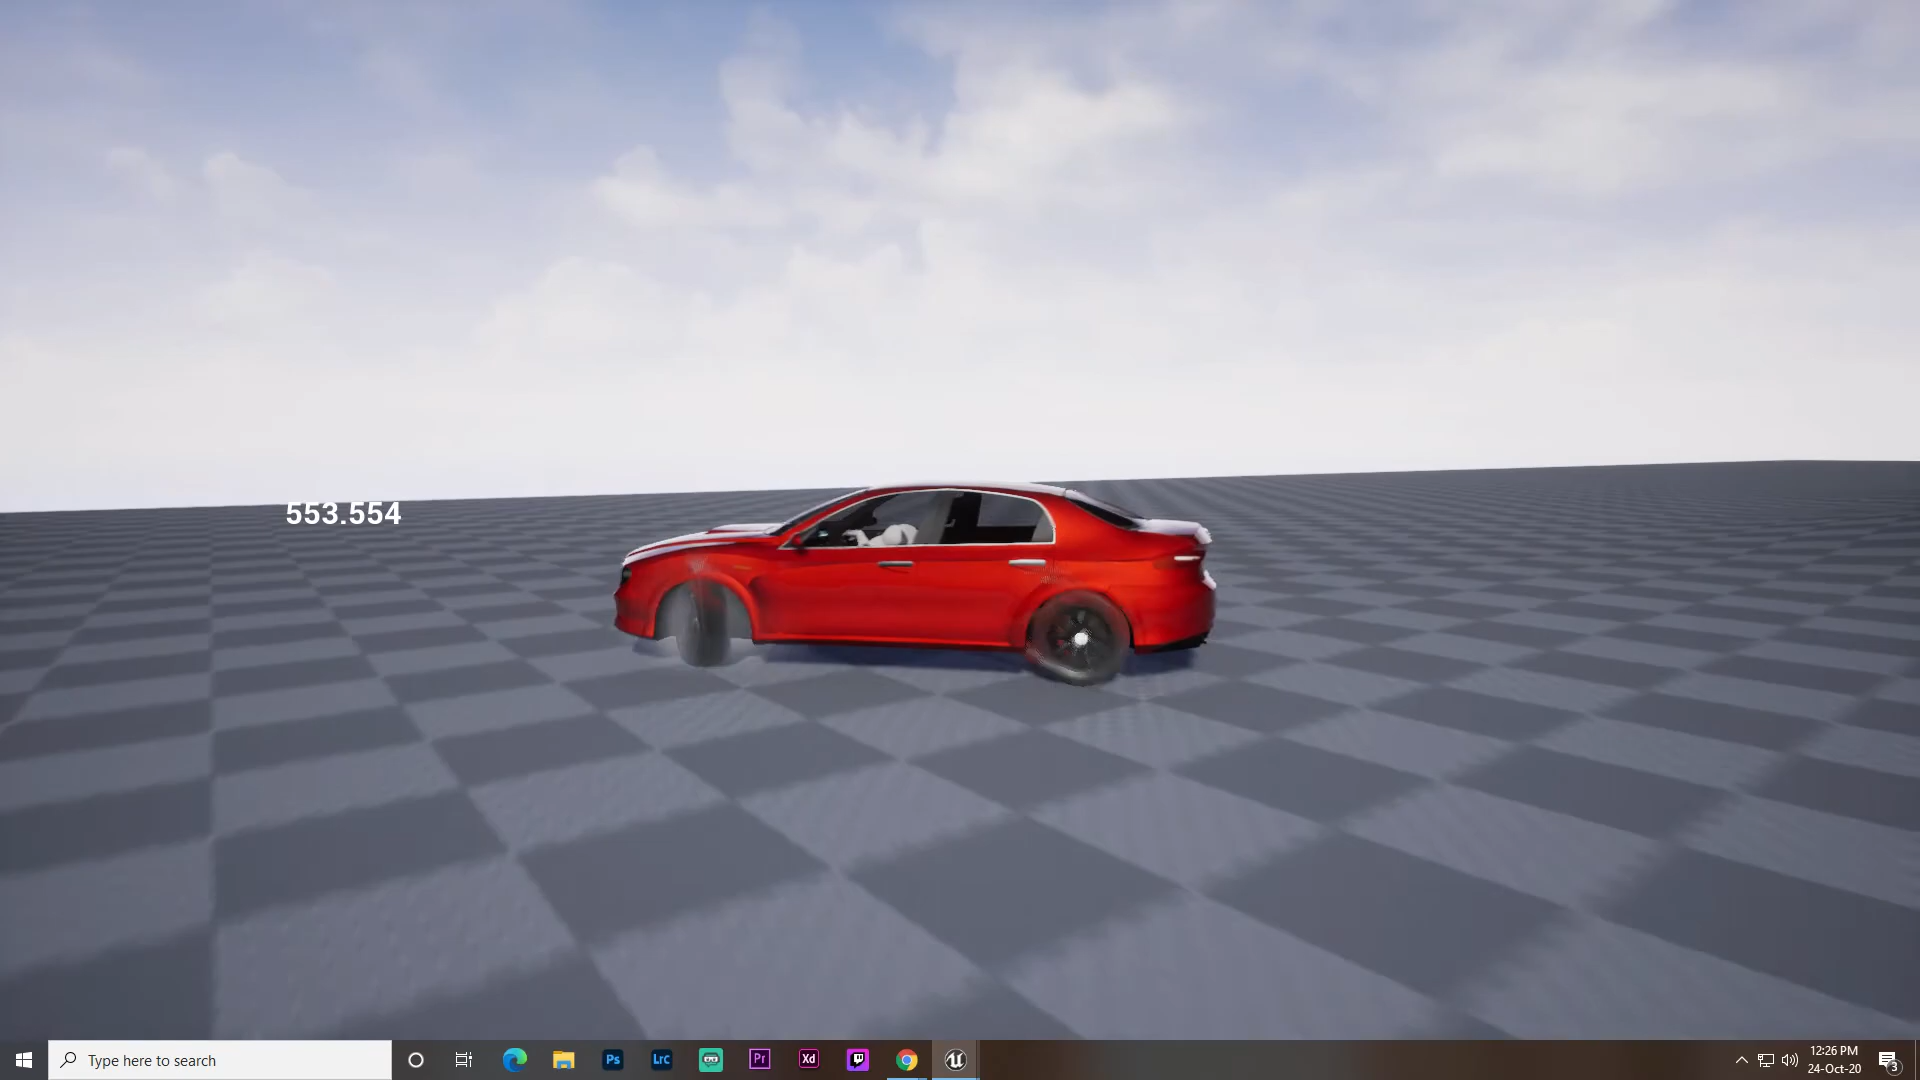 553.554
Type here to search
Ps
Lrc
Pr
Xd
12:26 PM
24-Oct-20
3